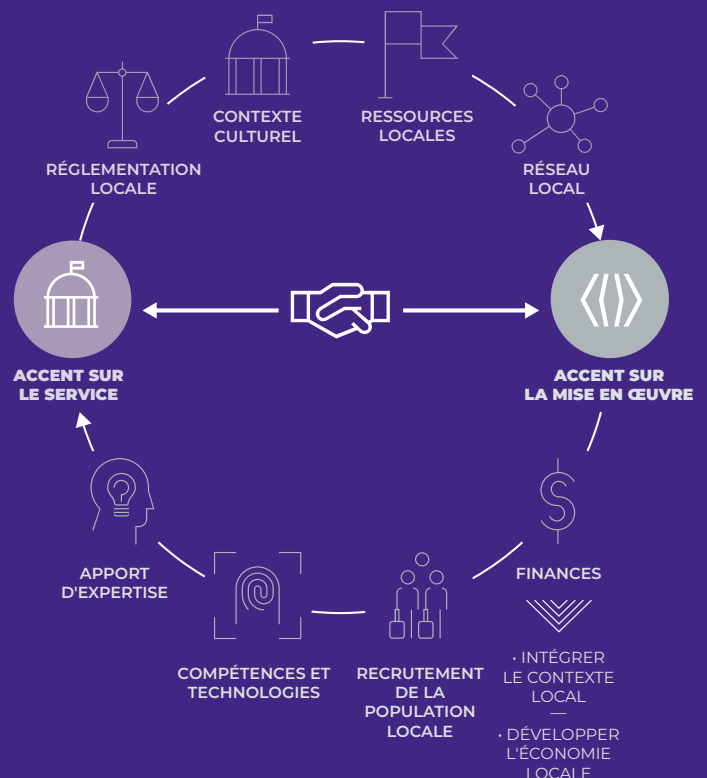 CONTEXTE
CULTUREL
RESSOURCES
LOCALES
RÉGLEMENTATION
LOCALE
RÉSEAU
LOCAL
ACCENT SUR
LE SERVICE
ACCENT SUR
LA MISE EN ŒUVRE
APPORT
D'EXPERTISE
FINANCES
COMPÉTENCES ET
TECHNOLOGIES
RECRUTEMENT
DE LA
POPULATION
LOCALE
• INTÉGRER
LE CONTEXTE
LOCAL
—
• DÉVELOPPER
L'ÉCONOMIE
LOCALE